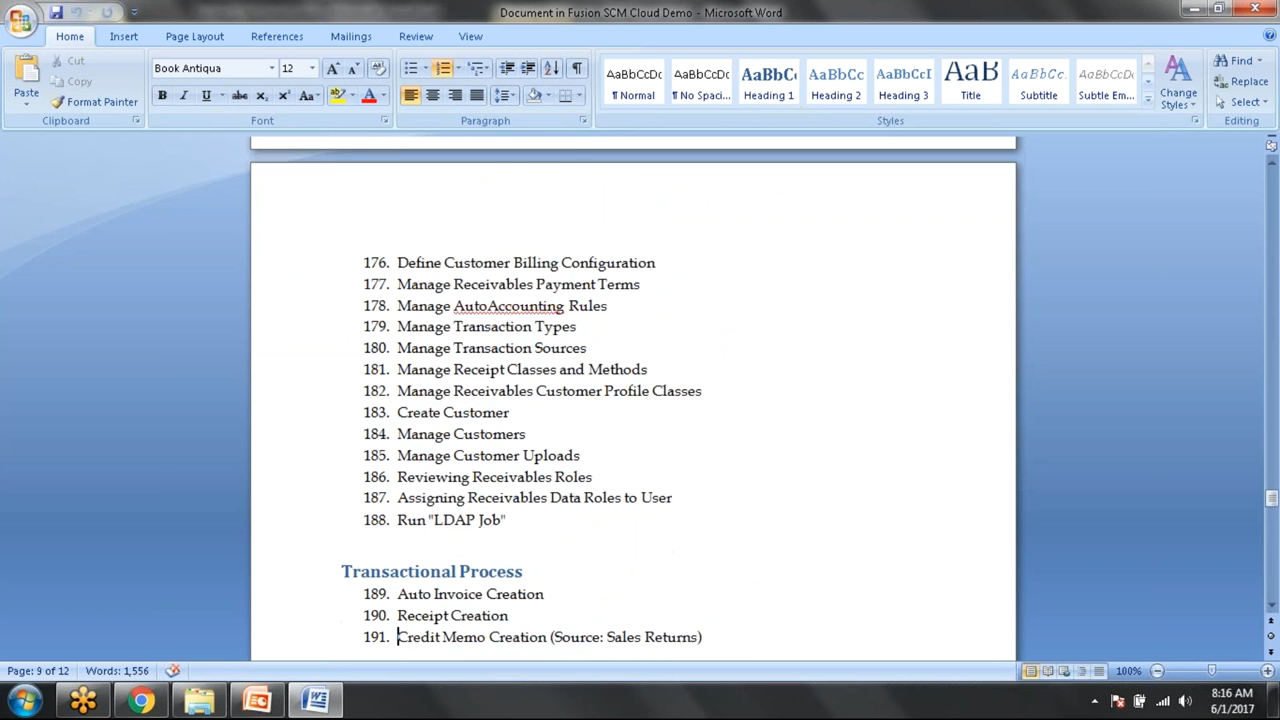 Document in Fusion SCM Cloud Demo - Microsoft Word
Home Insert Page Layout References Mailings Review View
Paste
Cut
Copy
Format Painter
Clipboard
Book Antiqua 12
B I U abc x₂ x² Aa
Font
Paragraph
AaBbCcDc AaBbCcDc AaBbC AaBbCc AaBbCcI AaB AaBbCc. AaBbCcDc
¶ Normal ¶ No Spaci... Heading 1 Heading 2 Heading 3 Title Subtitle Subtle Em...
Change Styles
Styles
Find
Replace
Select
Editing
176. Define Customer Billing Configuration
177. Manage Receivables Payment Terms
178. Manage AutoAccounting Rules
179. Manage Transaction Types
180. Manage Transaction Sources
181. Manage Receipt Classes and Methods
182. Manage Receivables Customer Profile Classes
183. Create Customer
184. Manage Customers
185. Manage Customer Uploads
186. Reviewing Receivables Roles
187. Assigning Receivables Data Roles to User
188. Run "LDAP Job"
Transactional Process
189. Auto Invoice Creation
190. Receipt Creation
191. Credit Memo Creation (Source: Sales Returns)
Page: 9 of 12 Words: 1,556 100%
8:16 AM
6/1/2017